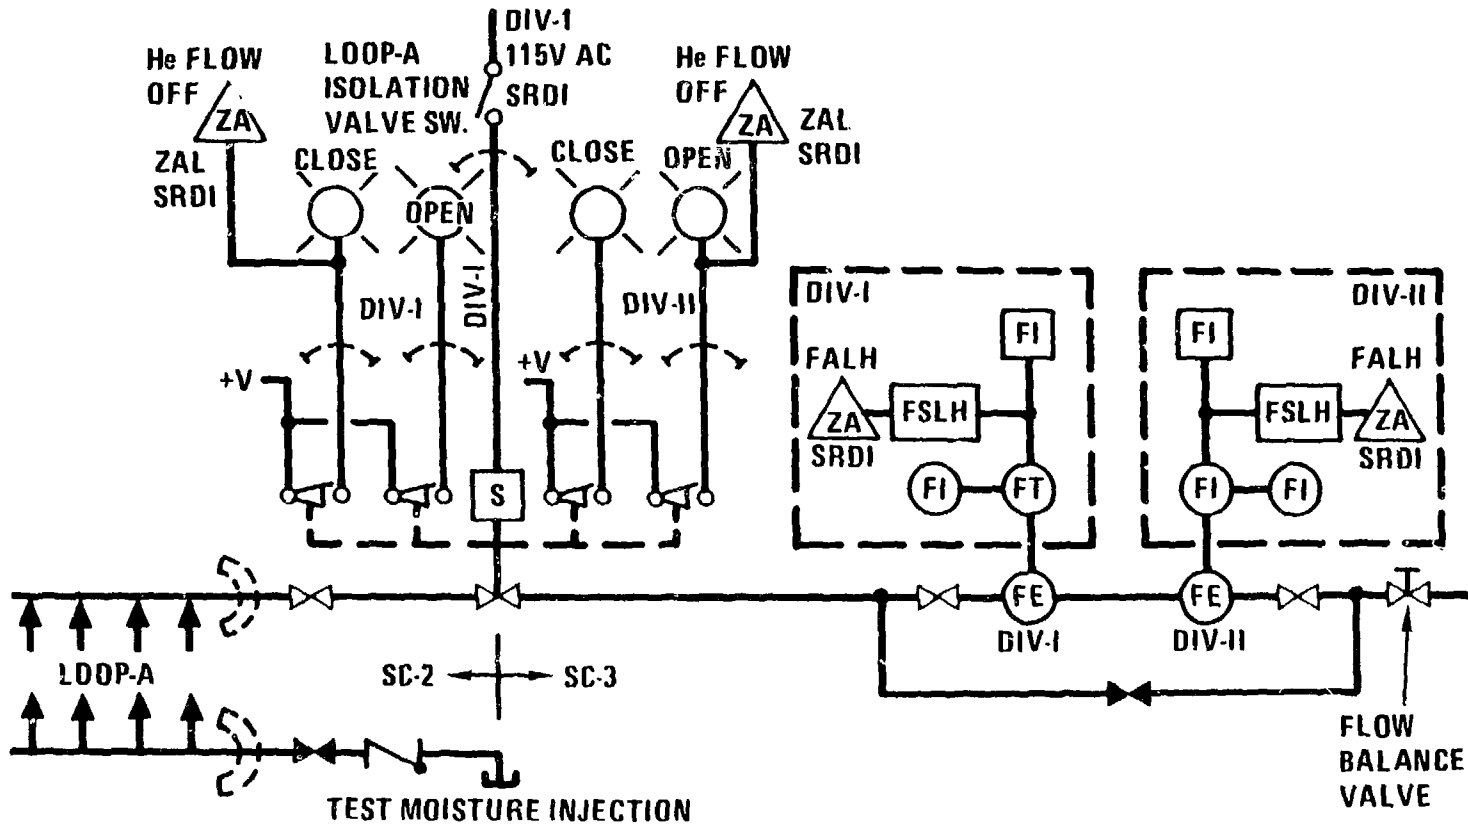 DIV-1
115V AC
SRDI
He FLOW
OFF
ZA
ZAL
SRDI
LOOP-A
ISOLATION
VALVE SW.
He FLOW
OFF
ZA
ZAL
SRDI
CLOSE
OPEN
CLOSE
OPEN
DIV-I
DIV-I
DIV-II
+V
+V
S
DIV-I
FI
FALH
ZA
FSLH
SRDI
FI
FT
DIV-II
FI
FALH
FSLH
ZA
SRDI
FI
FI
FE
FE
DIV-I
DIV-II
LOOP-A
SC-2
SC-3
FLOW
BALANCE
VALVE
TEST MOISTURE INJECTION